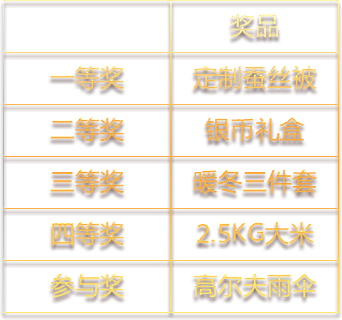 奖品
一等奖 定制蚕丝被
二等奖 银币礼盒
三等奖 暖冬三件套
四等奖 2.5KG大米
参与奖 高尔夫雨伞